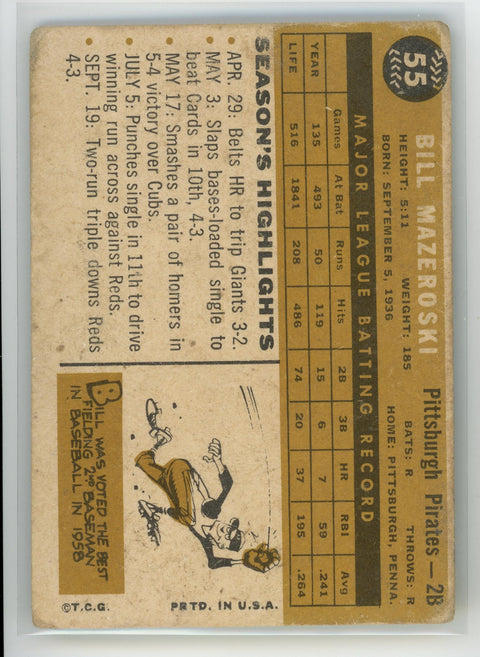 55
BILL MAZEROSKI
Pittsburgh Pirates—2B
HEIGHT: 5:11 WEIGHT: 185 BATS: R THROWS: R
BORN: SEPTEMBER 5, 1936 HOME: PITTSBURGH, PENNA.
MAJOR LEAGUE BATTING RECORD
Games At Bat Runs Hits 2B 3B HR RBI Avg
YEAR 135 493 50 119 15 6 7 59 .241
LIFE 516 1841 208 486 74 20 37 195 .264
SEASON'S HIGHLIGHTS
• APR. 29: Belts HR to trip Giants 3-2.
• MAY 3: Slaps bases-loaded single to
beat Cards in 10th, 4-3.
• MAY 17: Smashes a pair of homers in
5-4 victory over Cubs.
• JULY 5: Punches single in 11th to drive
winning run across against Reds.
• SEPT. 19: Two-run triple downs Reds
4-3.
BILL WAS VOTED THE BEST
FIELDING 2ND BASEMAN
IN BASEBALL IN 1958
©T.C.G. PRTD. IN U.S.A.